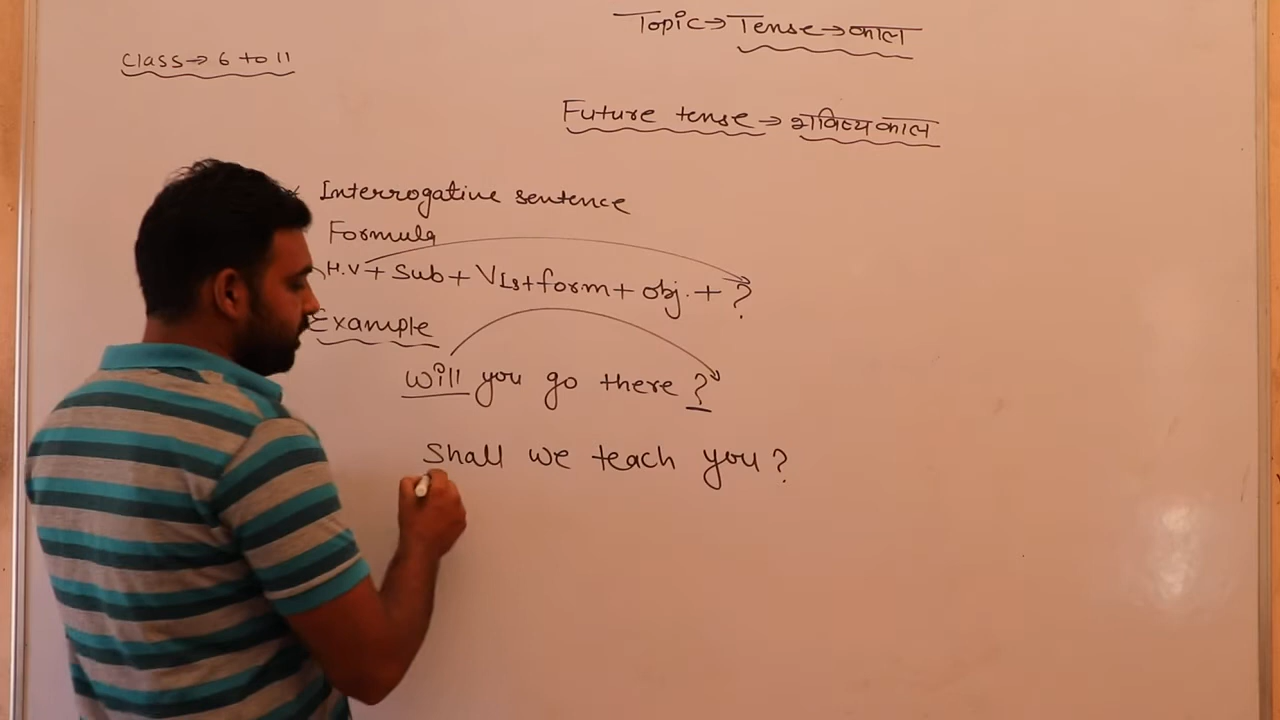 Topic → Tense → काल
Class → 6 to 11
Future tense → भविष्य काल
* Interrogative sentence
Formula
H.V + Sub + VIst form + obj. + ?
Example
Will you go there ?
Shall we teach you ?